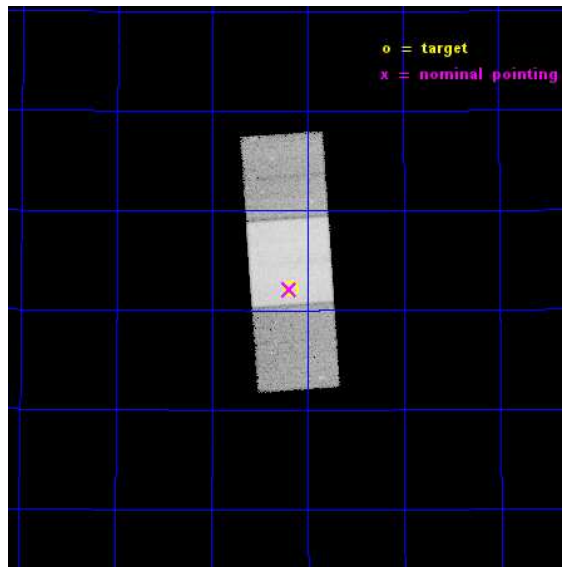 o = target
x = nominal pointing